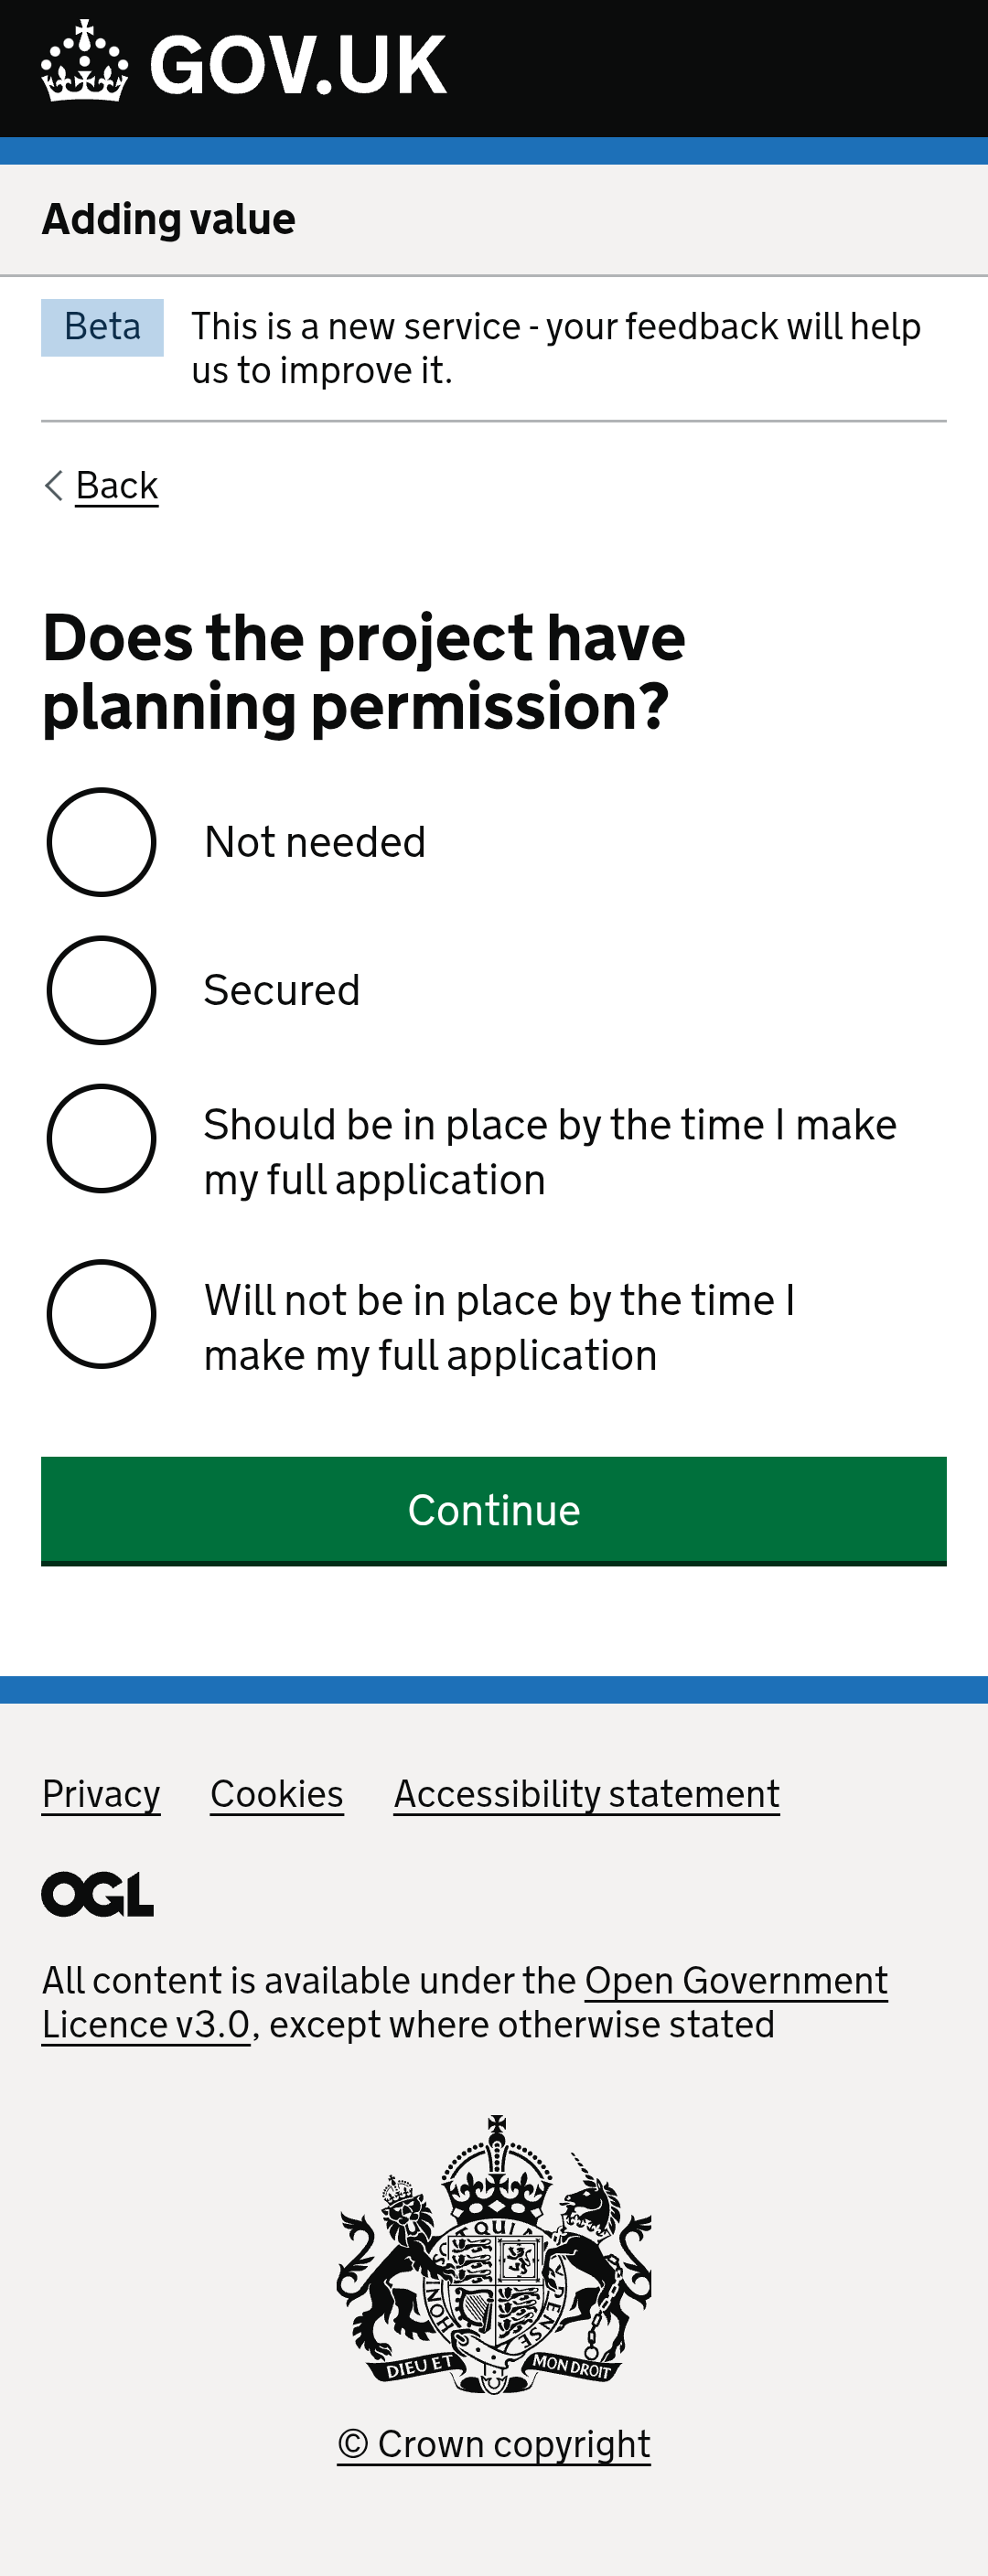 GOV.UK
Adding value
Beta
This is a new service - your feedback will help
us to improve it.
Back
Does the project have
planning permission?
Not needed
Secured
Should be in place by the time I make
my full application
Will not be in place by the time I
make my full application
Continue
Privacy Cookies Accessibility statement
OGL
All content is available under the Open Government
Licence v3.0, except where otherwise stated
DIEU ET MON DROIT
© Crown copyright